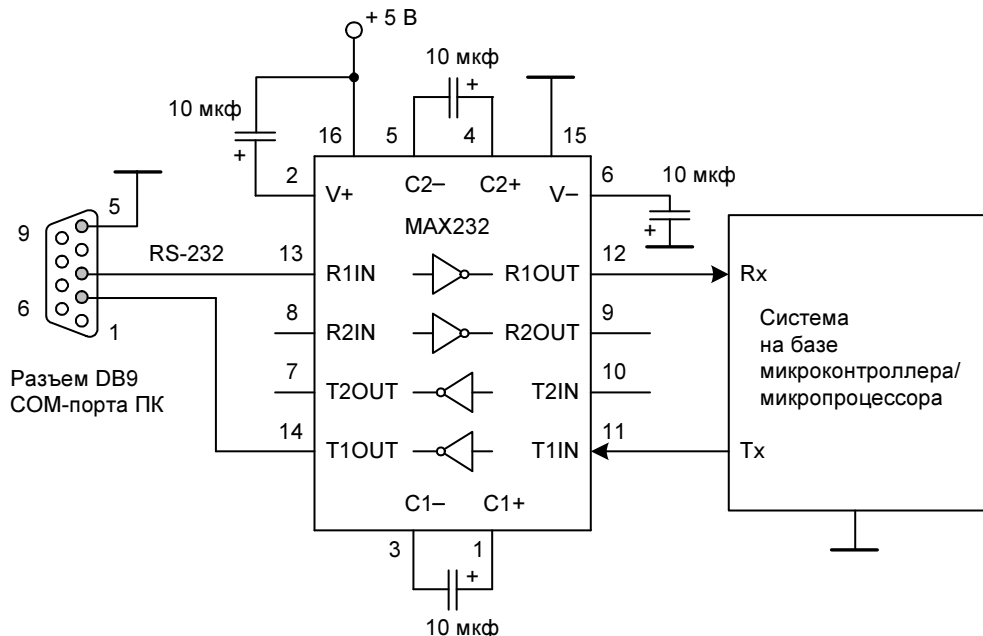 + 5 В
10 мкф
+
10 мкф
+
16
5
4
15
2
V+
C2–
C2+
V–
6
10 мкф
+
MAX232
5
9
6
1
RS-232
13
R1IN
R1OUT
12
Rx
8
R2IN
R2OUT
9
7
T2OUT
T2IN
10
14
T1OUT
T1IN
11
Tx
Система
на базе
микроконтроллера/
микропроцессора
Разъем DB9
COM-порта ПК
C1–
C1+
3
1
+
10 мкф